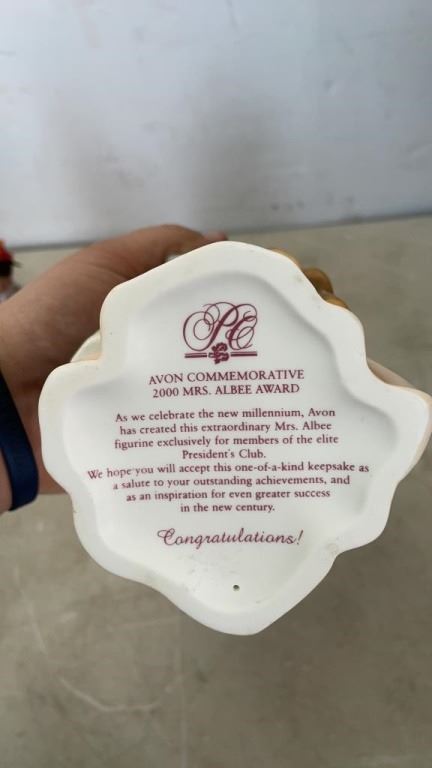 PC
AVON COMMEMORATIVE
2000 MRS. ALBEE AWARD
As we celebrate the new millennium, Avon
has created this extraordinary Mrs. Albee
figurine exclusively for members of the elite
President's Club.
We hope you will accept this one-of-a-kind keepsake as
a salute to your outstanding achievements, and
as an inspiration for even greater success
in the new century.
Congratulations!